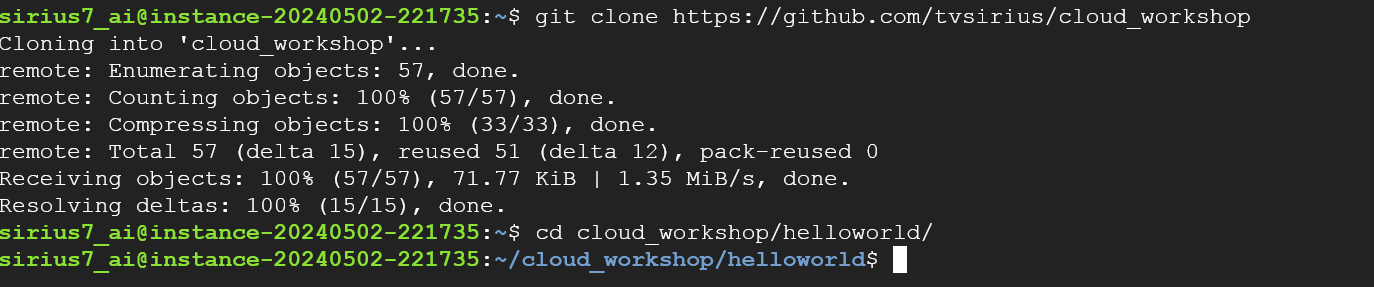 sirius7_ai@instance-20240502-221735:~$ git clone https://github.com/tvsirius/cloud_workshop
Cloning into 'cloud_workshop'...
remote: Enumerating objects: 57, done.
remote: Counting objects: 100% (57/57), done.
remote: Compressing objects: 100% (33/33), done.
remote: Total 57 (delta 15), reused 51 (delta 12), pack-reused 0
Receiving objects: 100% (57/57), 71.77 KiB | 1.35 MiB/s, done.
Resolving deltas: 100% (15/15), done.
sirius7_ai@instance-20240502-221735:~$ cd cloud_workshop/helloworld/
sirius7_ai@instance-20240502-221735:~/cloud_workshop/helloworld$